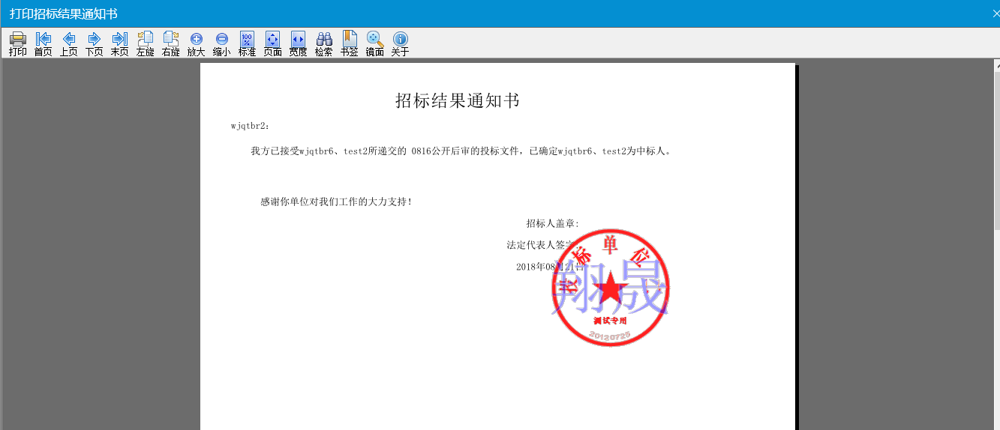 打印招标结果通知书
打印 首页 上页 下页 末页 左旋 右旋 放大 缩小 标准 页面 宽度 检索 书签 镜面 关于
100%
招标结果通知书
wjqtbr2：
我方已接受wjqtbr6、test2所递交的 0816公开后审的投标文件，已确定wjqtbr6、test2为中标人。
感谢你单位对我们工作的大力支持！
招标人盖章：
法定代表人签字：
2018年08月21日
投标单位
翔晟
测试专用
20120725